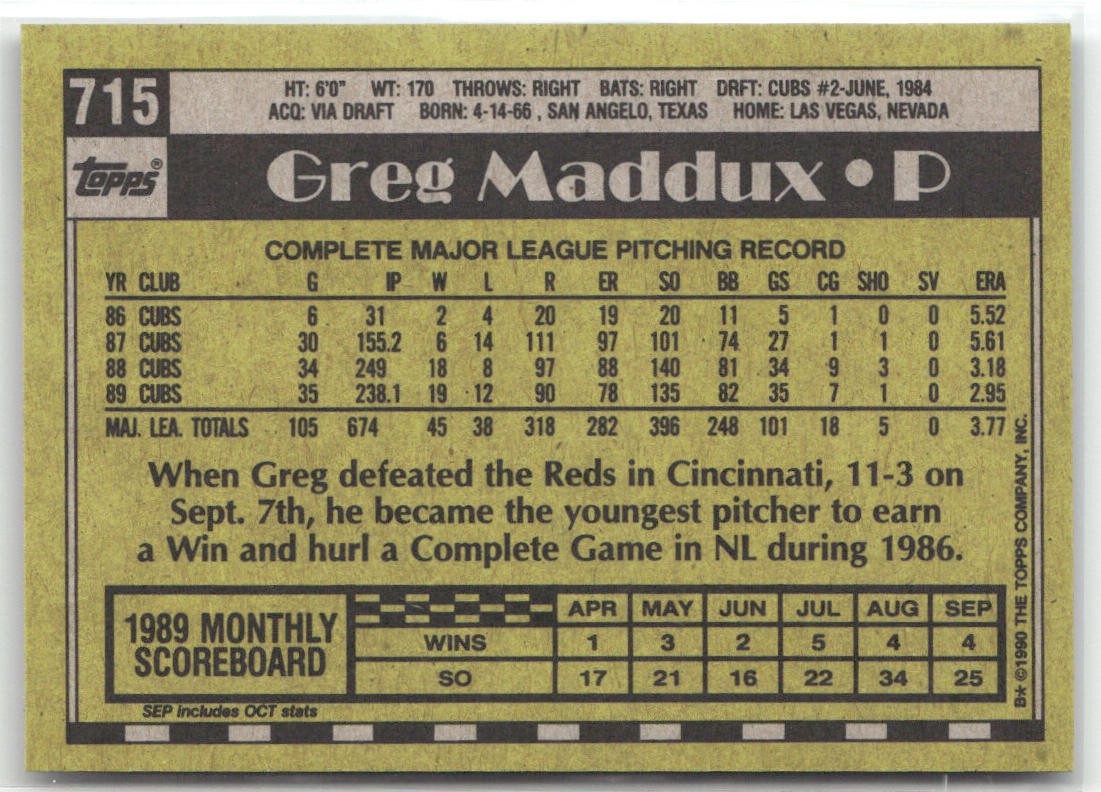 715
HT: 6'0" WT: 170 THROWS: RIGHT BATS: RIGHT DRFT: CUBS #2-JUNE, 1984
ACQ: VIA DRAFT BORN: 4-14-66 , SAN ANGELO, TEXAS HOME: LAS VEGAS, NEVADA
topps®
Greg Maddux • P
COMPLETE MAJOR LEAGUE PITCHING RECORD
YR CLUB G IP W L R ER SO BB GS CG SHO SV ERA
86 CUBS 6 31 2 4 20 19 20 11 5 1 0 0 5.52
87 CUBS 30 155.2 6 14 111 97 101 74 27 1 1 0 5.61
88 CUBS 34 249 18 8 97 88 140 81 34 9 3 0 3.18
89 CUBS 35 238.1 19 12 90 78 135 82 35 7 1 0 2.95
MAJ. LEA. TOTALS 105 674 45 38 318 282 396 248 101 18 5 0 3.77
When Greg defeated the Reds in Cincinnati, 11-3 on
Sept. 7th, he became the youngest pitcher to earn
a Win and hurl a Complete Game in NL during 1986.
1989 MONTHLY
SCOREBOARD
APR MAY JUN JUL AUG SEP
WINS 1 3 2 5 4 4
SO 17 21 16 22 34 25
SEP includes OCT stats
B* ©1990 THE TOPPS COMPANY, INC.